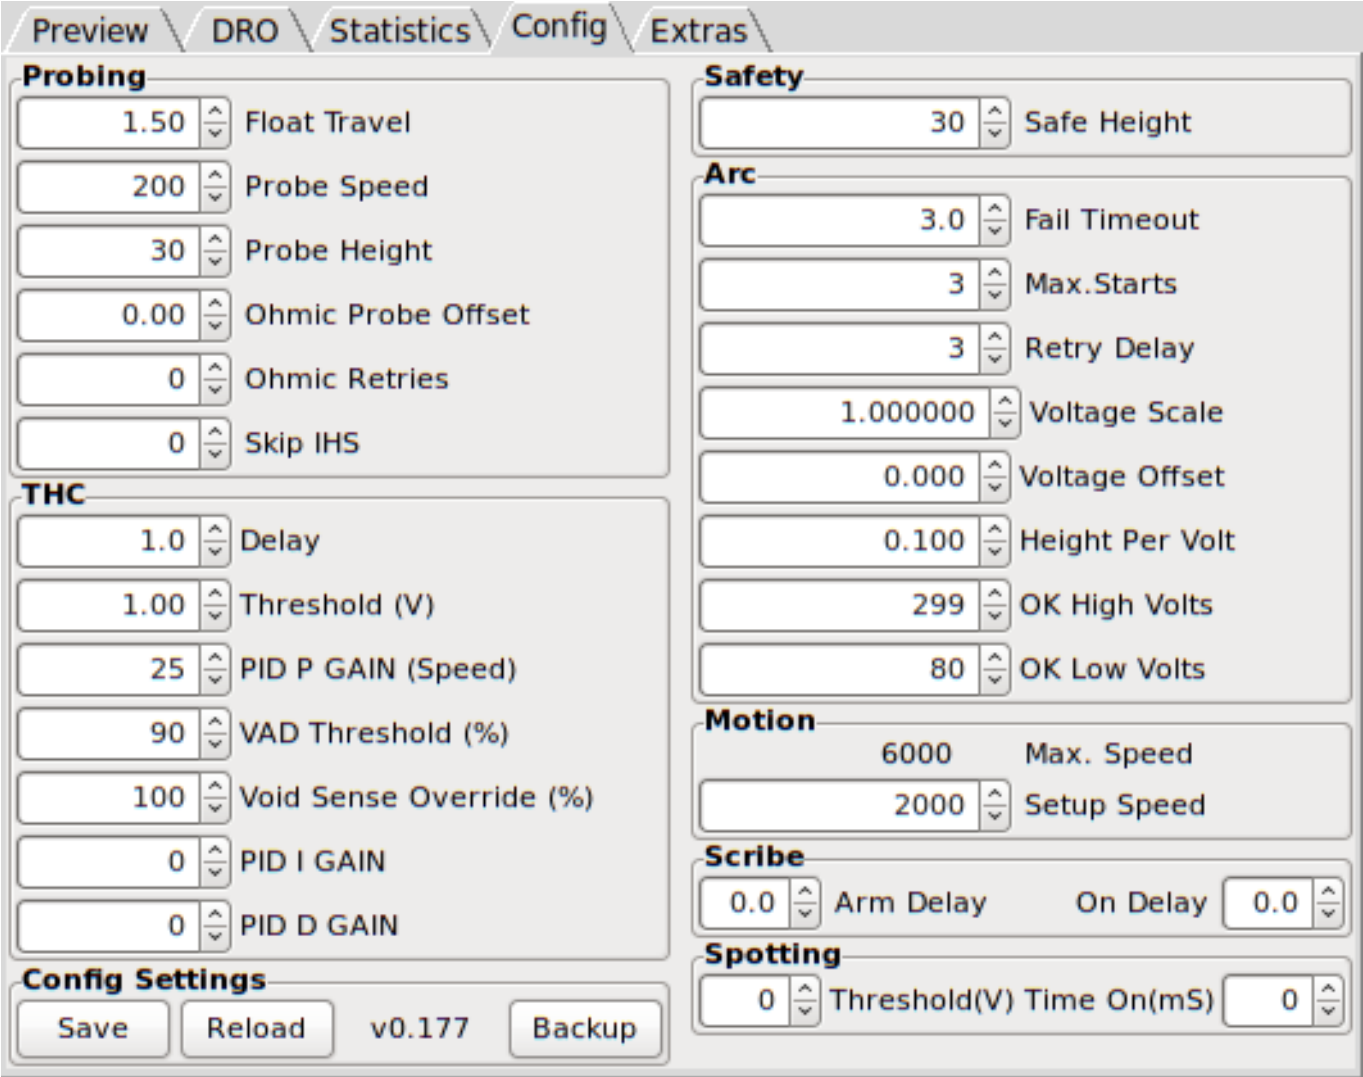 Preview DRO Statistics Config Extras
Probing
1.50 Float Travel
200 Probe Speed
30 Probe Height
0.00 Ohmic Probe Offset
0 Ohmic Retries
0 Skip IHS
THC
1.0 Delay
1.00 Threshold (V)
25 PID P GAIN (Speed)
90 VAD Threshold (%)
100 Void Sense Override (%)
0 PID I GAIN
0 PID D GAIN
Config Settings
Save Reload v0.177 Backup
Safety
30 Safe Height
Arc
3.0 Fail Timeout
3 Max.Starts
3 Retry Delay
1.000000 Voltage Scale
0.000 Voltage Offset
0.100 Height Per Volt
299 OK High Volts
80 OK Low Volts
Motion
6000 Max. Speed
2000 Setup Speed
Scribe
0.0 Arm Delay On Delay 0.0
Spotting
0 Threshold(V) Time On(mS) 0